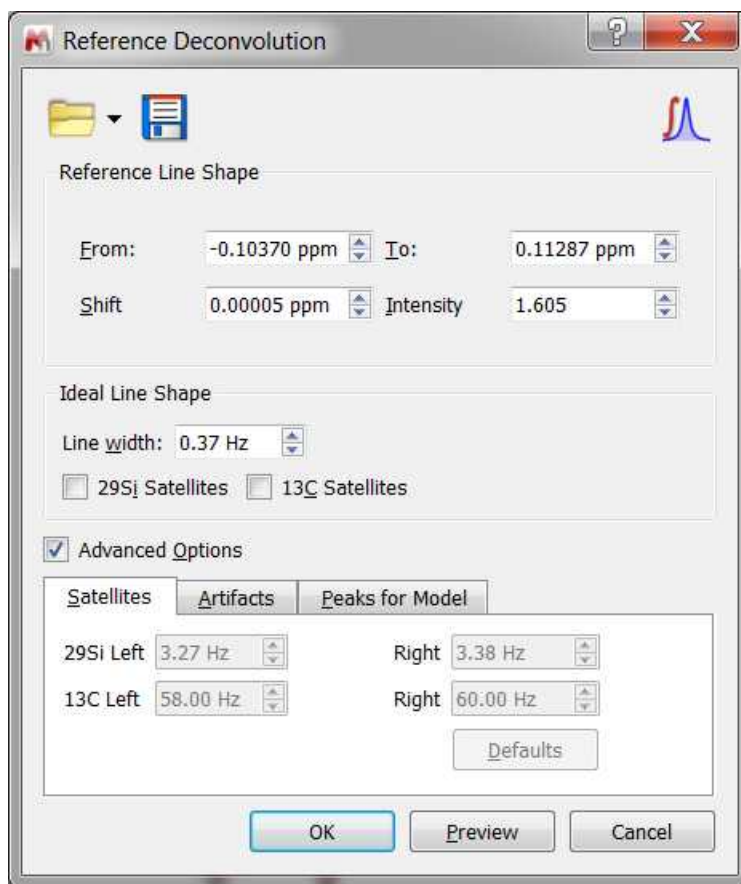 Reference Deconvolution
Reference Line Shape
From: -0.10370 ppm To: 0.11287 ppm
Shift 0.00005 ppm Intensity 1.605
Ideal Line Shape
Line width: 0.37 Hz
29Si Satellites 13C Satellites
Advanced Options
Satellites Artifacts Peaks for Model
29Si Left 3.27 Hz Right 3.38 Hz
13C Left 58.00 Hz Right 60.00 Hz
Defaults
OK Preview Cancel